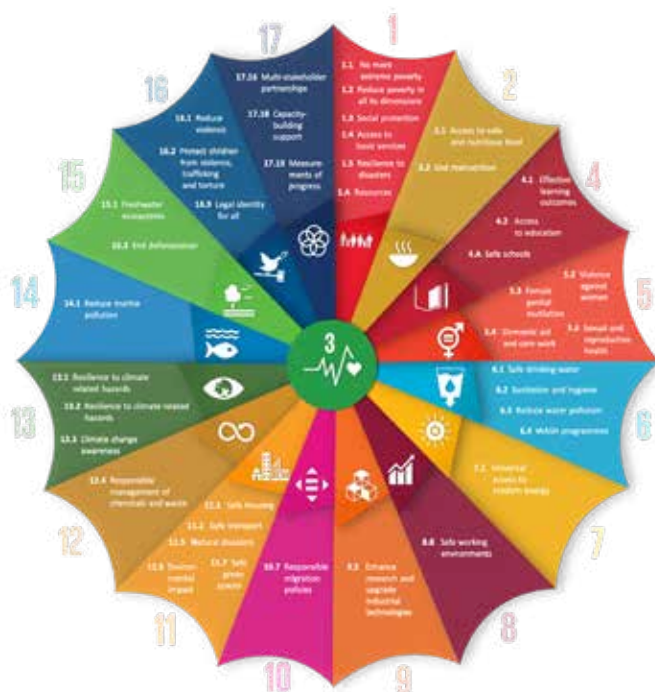 1
1.1 No more
extreme poverty
1.2 Reduce poverty in
all its dimensions
1.3 Social protection
1.4 Access to
basic services
1.5 Resilience to
disasters
1.A Resources
2
2.1 Access to safe
and nutritious food
2.2 End malnutrition
4
4.1 Effective
learning
outcomes
4.2 Access
to education
4.A Safe schools
5
5.2 Violence
against
women
5.3 Female
genital
mutilation
5.4 Domestic aid
and care work
5.6 Sexual and
reproductive
health
6
6.1 Safe drinking water
6.2 Sanitation and hygiene
6.3 Reduce water pollution
6.A
7
7.1 Universal
access to
modern energy
8
8.8 Safe working
environments
9
9.5 Enhance
research and
upgrade
industrial
technologies
10
10.7 Responsible
migration
policies
11
11.1 Safe housing
11.2 Safe transport
11.5 Natural disasters
11.6 Environ-
mental
impact
11.7 Safe
green
spaces
12
12.4 Responsible
management of
chemicals and waste
13
13.1 Resilience to climate
related hazards
13.2 Resilience to climate related
hazards
13.3 Climate change
awareness
14
14.1 Reduce marine
pollution
15
15.1 Freshwater
ecosystems
End deforestation
16
16.1 Reduce
violence
16.2 Protect children
from violence,
trafficking
and torture
16.9 Legal identity
for all
17
17.16 Multi-stakeholder
partnerships
17.18 Capacity-
building
support
17.19 Measure-
ments of
progress
3